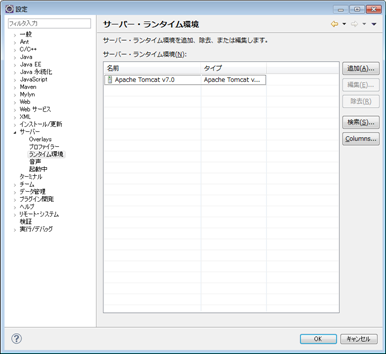 設定
フィルタ入力
一般
Ant
C/C++
Java
Java EE
Java 永続化
JavaScript
Maven
Mylyn
Web
Web サービス
XML
インストール/更新
サーバー
Overlays
プロファイラー
ランタイム環境
音声
起動中
ターミナル
チーム
データ管理
プラグイン開発
ヘルプ
リモート・システム
検証
実行/デバッグ
サーバー・ランタイム環境
サーバー・ランタイム環境を追加、除去、または編集します。
サーバー・ランタイム環境(N):
名前 タイプ
Apache Tomcat v7.0 Apache Tomcat v...
追加(A)...
編集(E)...
除去(R)
検索(S)...
Columns...
OK キャンセル